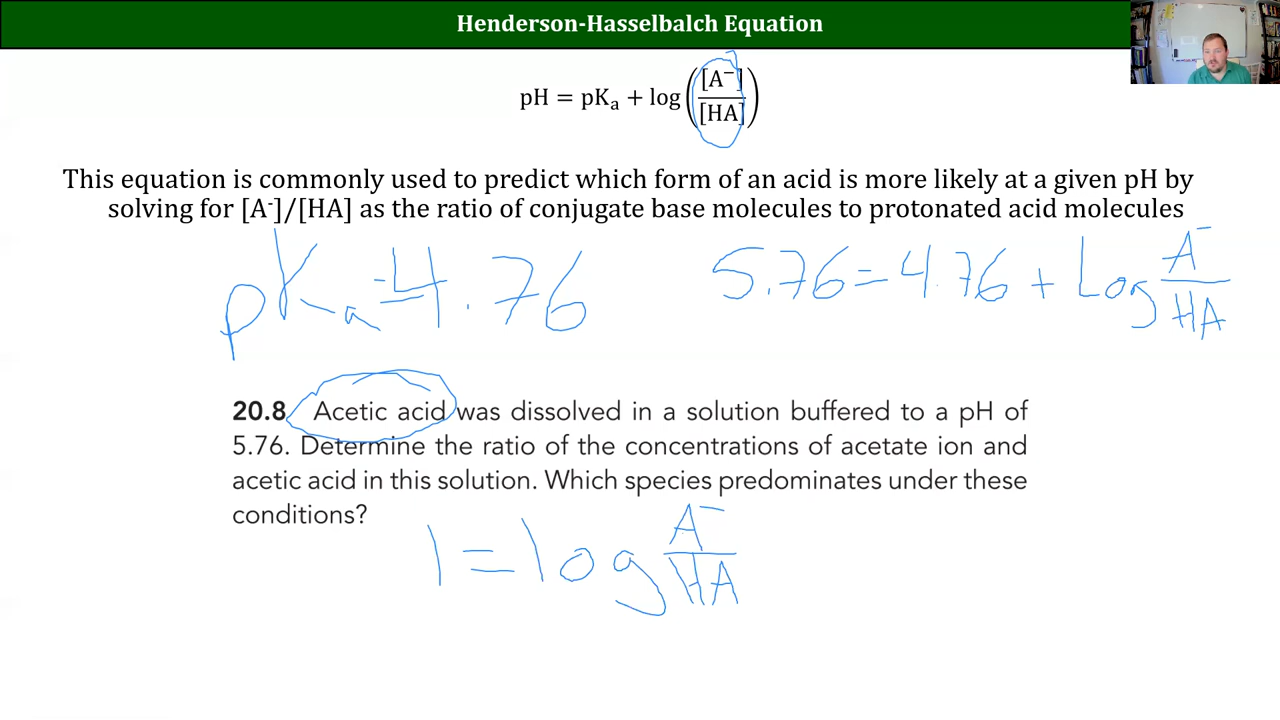 Henderson-Hasselbalch Equation
pH = pKₐ + log([A⁻]/[HA])
This equation is commonly used to predict which form of an acid is more likely at a given pH by
solving for [A⁻]/[HA] as the ratio of conjugate base molecules to protonated acid molecules
pKₐ = 4.76
5.76 = 4.76 + Log A⁻/HA
20.8 Acetic acid was dissolved in a solution buffered to a pH of
5.76. Determine the ratio of the concentrations of acetate ion and
acetic acid in this solution. Which species predominates under these
conditions?
1 = log A⁻/HA